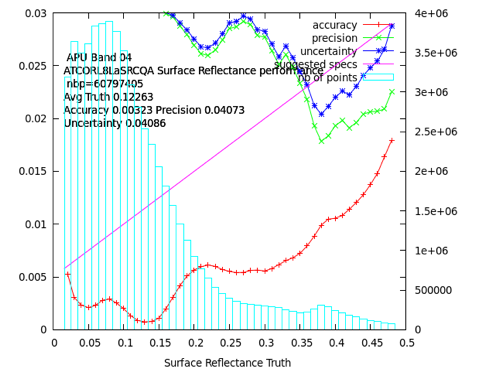 0.03
0.025
0.02
0.015
0.01
0.005
0
4e+06
3.5e+06
3e+06
2.5e+06
2e+06
1.5e+06
1e+06
500000
0
accuracy
precision
uncertainty
suggested specs
nb of points
APU Band 04
ATCORL8LaSRCQA Surface Reflectance performance
nbp=60797405
Avg Truth 0.12263
Accuracy 0.00323 Precision 0.04073
Uncertainty 0.04086
0 0.05 0.1 0.15 0.2 0.25 0.3 0.35 0.4 0.45 0.5
Surface Reflectance Truth